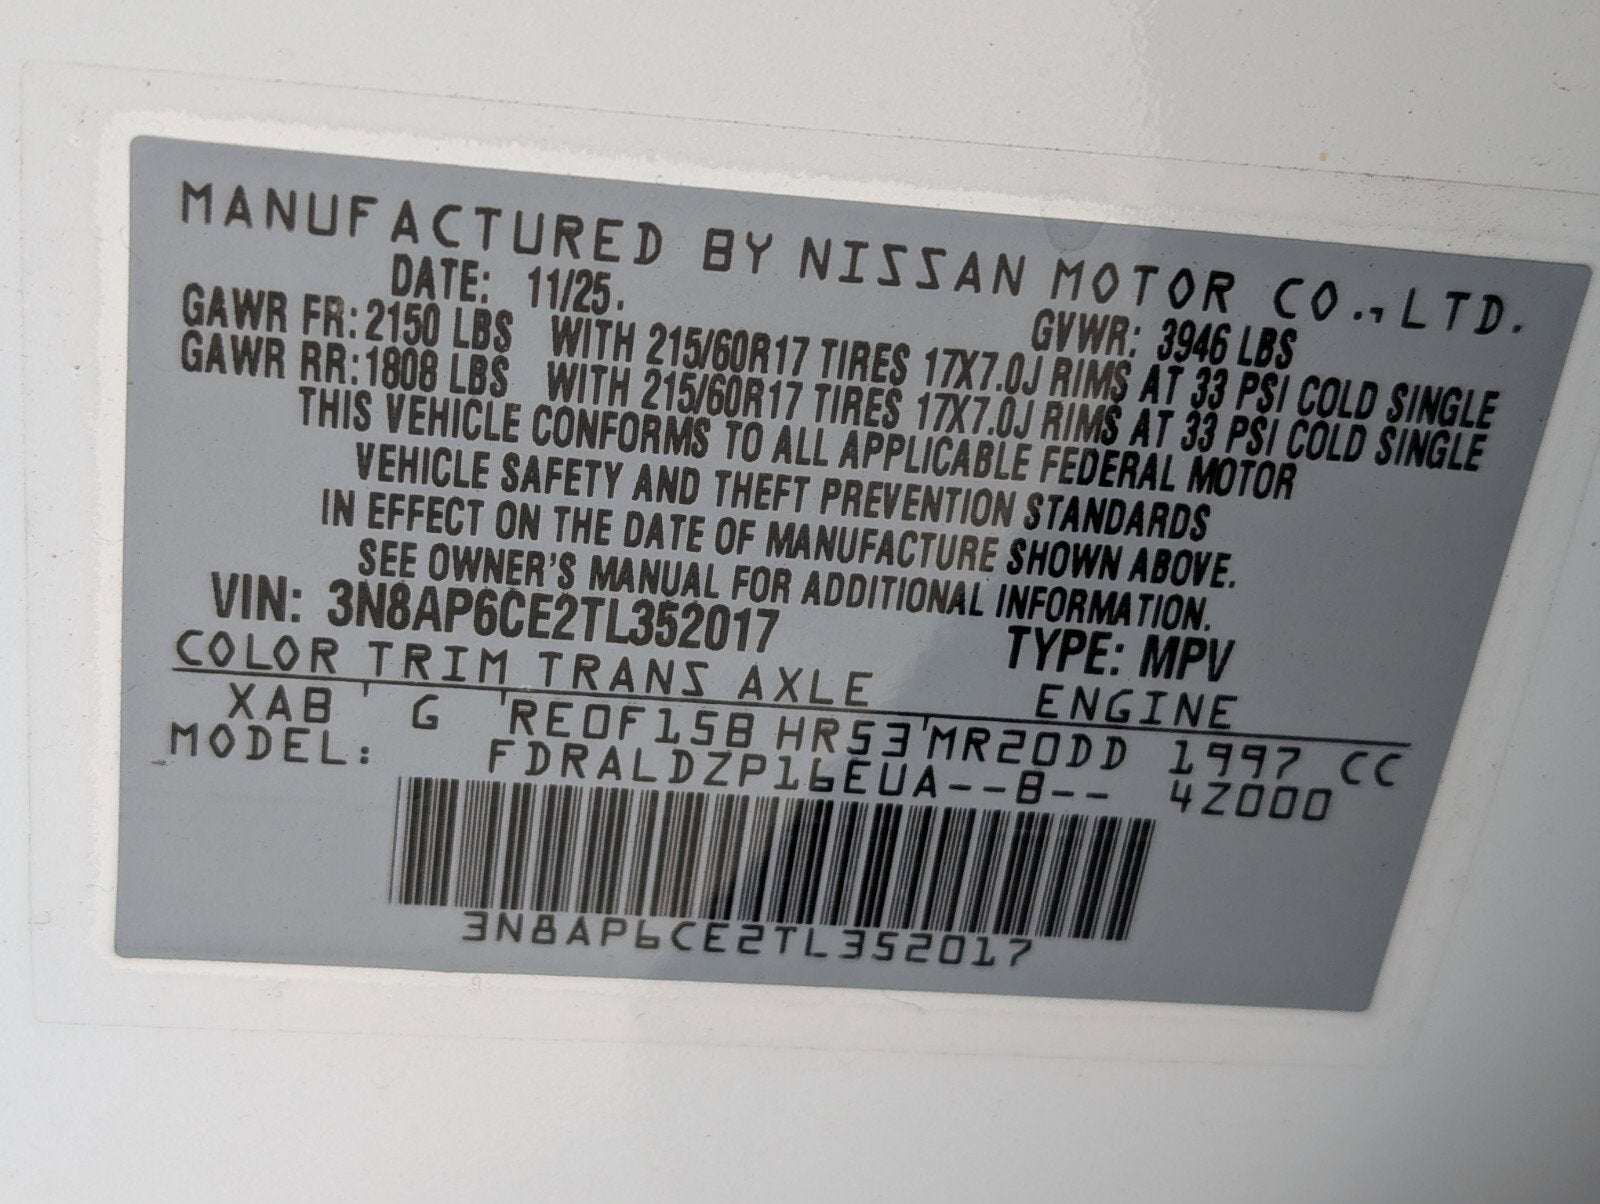 MANUFACTURED BY NISSAN MOTOR CO.,LTD.
DATE: 11/25. GVWR: 3946 LBS
GAWR FR: 2150 LBS WITH 215/60R17 TIRES 17X7.0J RIMS AT 33 PSI COLD SINGLE
GAWR RR: 1808 LBS WITH 215/60R17 TIRES 17X7.0J RIMS AT 33 PSI COLD SINGLE
THIS VEHICLE CONFORMS TO ALL APPLICABLE FEDERAL MOTOR
VEHICLE SAFETY AND THEFT PREVENTION STANDARDS
IN EFFECT ON THE DATE OF MANUFACTURE SHOWN ABOVE.
SEE OWNER'S MANUAL FOR ADDITIONAL INFORMATION.
VIN: 3N8AP6CE2TL352017 TYPE: MPV
COLOR TRIM TRANS AXLE ENGINE
XAB G RE0F15B HR53 MR20DD 1997 CC
MODEL: FDRALDZP16EUA--B-- 4Z000
3N8AP6CE2TL352017